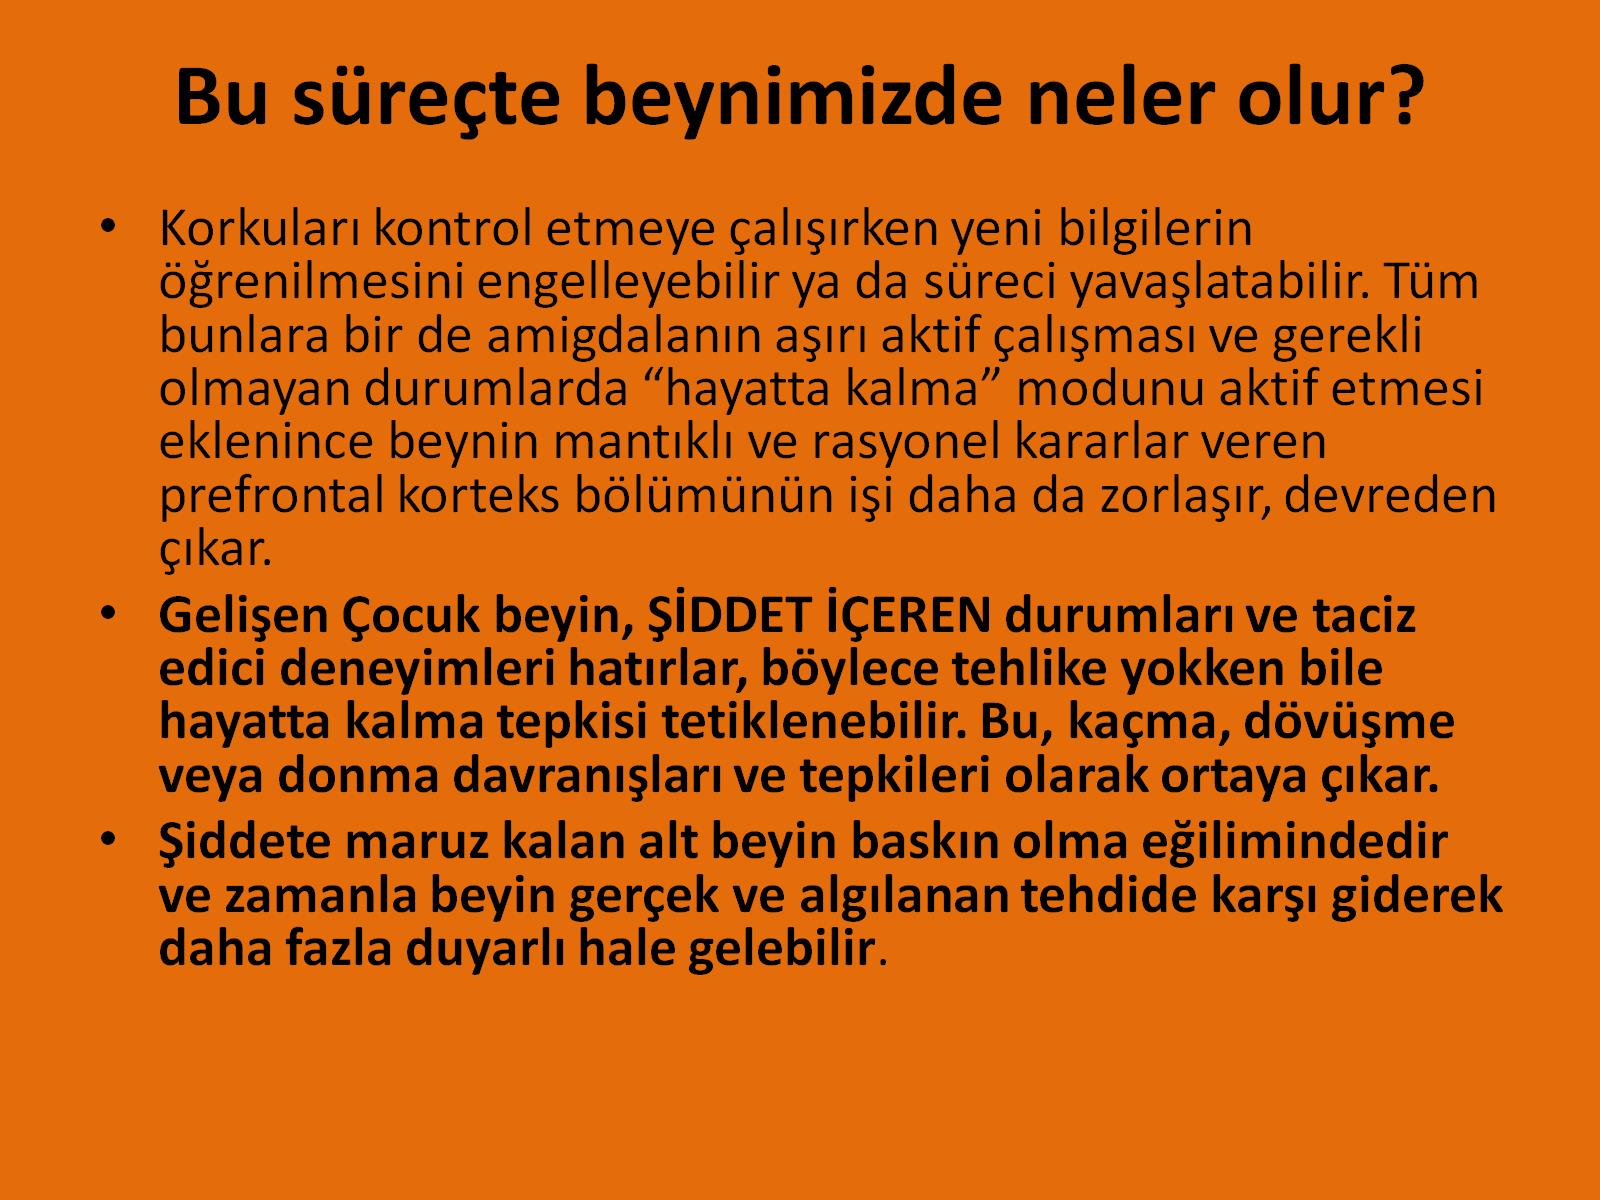 Bu süreçte beynimizde neler olur?
• Korkuları kontrol etmeye çalışırken yeni bilgilerin
öğrenilmesini engelleyebilir ya da süreci yavaşlatabilir. Tüm
bunlara bir de amigdalanın aşırı aktif çalışması ve gerekli
olmayan durumlarda “hayatta kalma” modunu aktif etmesi
eklenince beynin mantıklı ve rasyonel kararlar veren
prefrontal korteks bölümünün işi daha da zorlaşır, devreden
çıkar.
• Gelişen Çocuk beyin, ŞİDDET İÇEREN durumları ve taciz
edici deneyimleri hatırlar, böylece tehlike yokken bile
hayatta kalma tepkisi tetiklenebilir. Bu, kaçma, dövüşme
veya donma davranışları ve tepkileri olarak ortaya çıkar.
• Şiddete maruz kalan alt beyin baskın olma eğilimindedir
ve zamanla beyin gerçek ve algılanan tehdide karşı giderek
daha fazla duyarlı hale gelebilir.